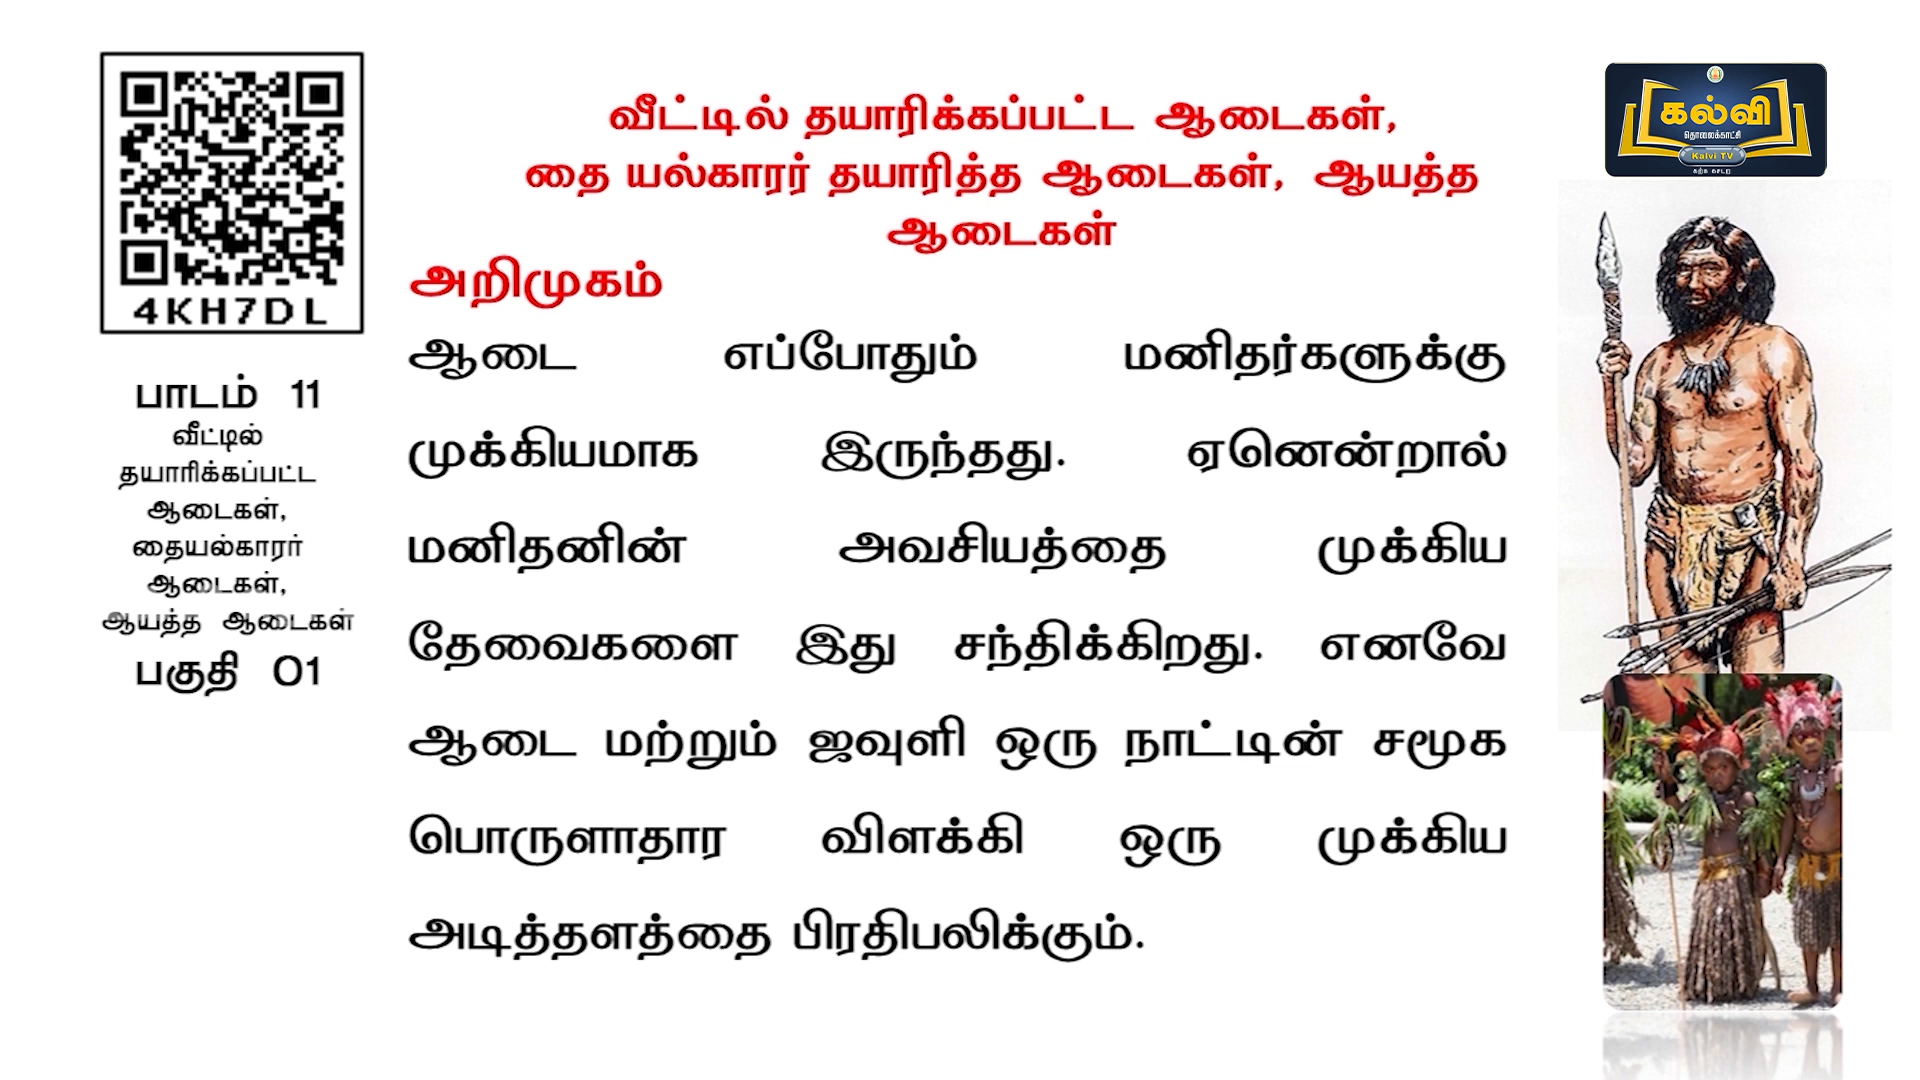 4KH7DL
பாடம் 11
வீட்டில்
தயாரிக்கப்பட்ட
ஆடைகள்,
தையல்காரர்
ஆடைகள்,
ஆயத்த ஆடைகள்
பகுதி 01
வீட்டில் தயாரிக்கப்பட்ட ஆடைகள்,
தை யல்காரர் தயாரித்த ஆடைகள், ஆயத்த
ஆடைகள்
அறிமுகம்
ஆடை எப்போதும் மனிதர்களுக்கு
முக்கியமாக இருந்தது. ஏனென்றால்
மனிதனின் அவசியத்தை முக்கிய
தேவைகளை இது சந்திக்கிறது. எனவே
ஆடை மற்றும் ஜவுளி ஒரு நாட்டின் சமூக
பொருளாதார விளக்கி ஒரு முக்கிய
அடித்தளத்தை பிரதிபலிக்கும்.
கல்வி
தொலைக்காட்சி
Kalvi TV
கற்க கசடற